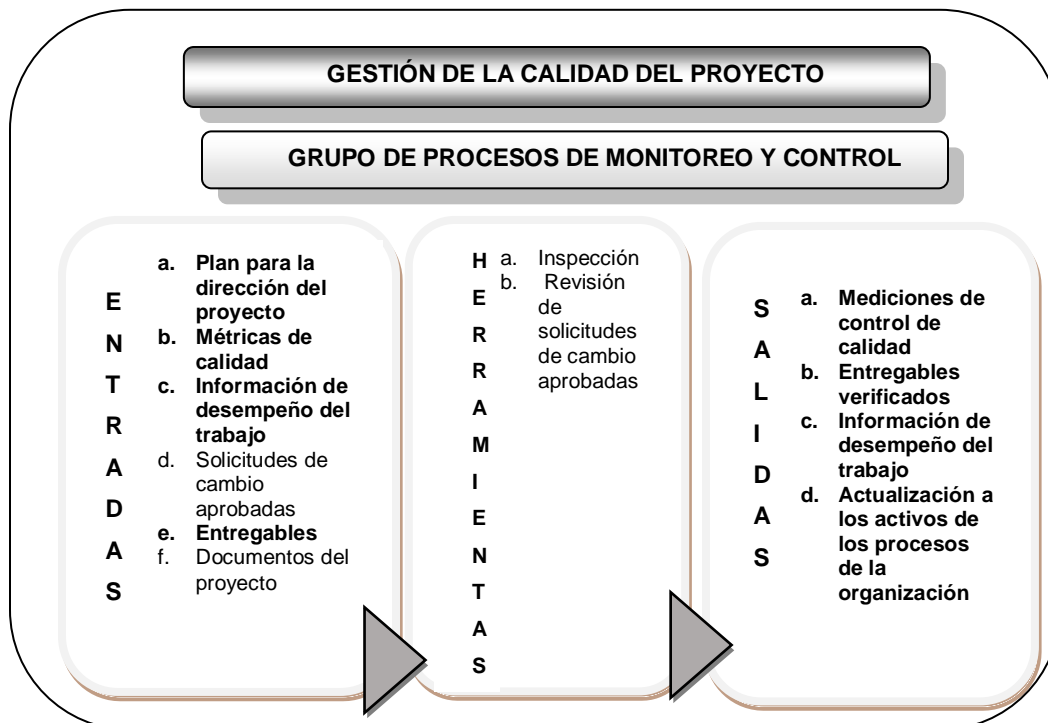 GESTIÓN DE LA CALIDAD DEL PROYECTO
GRUPO DE PROCESOS DE MONITOREO Y CONTROL
ENTRADAS
a. Plan para la
dirección del
proyecto
b. Métricas de
calidad
c. Información de
desempeño del
trabajo
d. Solicitudes de
cambio
aprobadas
e. Entregables
f. Documentos del
proyecto
HERRAMIENTAS
a. Inspección
b. Revisión
de
solicitudes
de cambio
aprobadas
SALIDAS
a. Mediciones de
control de
calidad
b. Entregables
verificados
c. Información de
desempeño del
trabajo
d. Actualización a
los activos de
los procesos
de la
organización